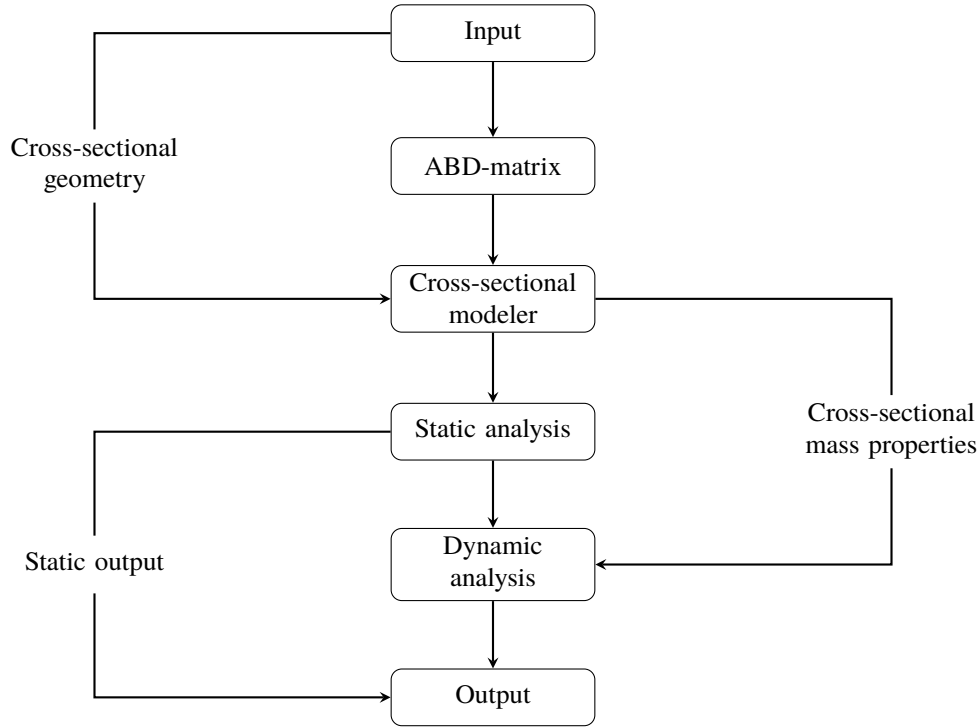 Input
Cross-sectional
geometry
ABD-matrix
Cross-sectional
modeler
Static analysis
Cross-sectional
mass properties
Static output
Dynamic
analysis
Output